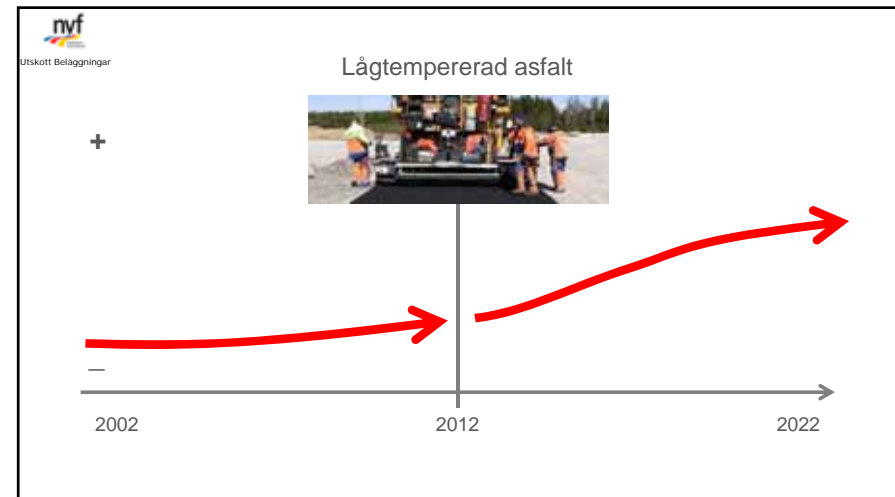 nvf
Utskott Beläggningar
Lågtempererad asfalt
+
–
2002
2012
2022